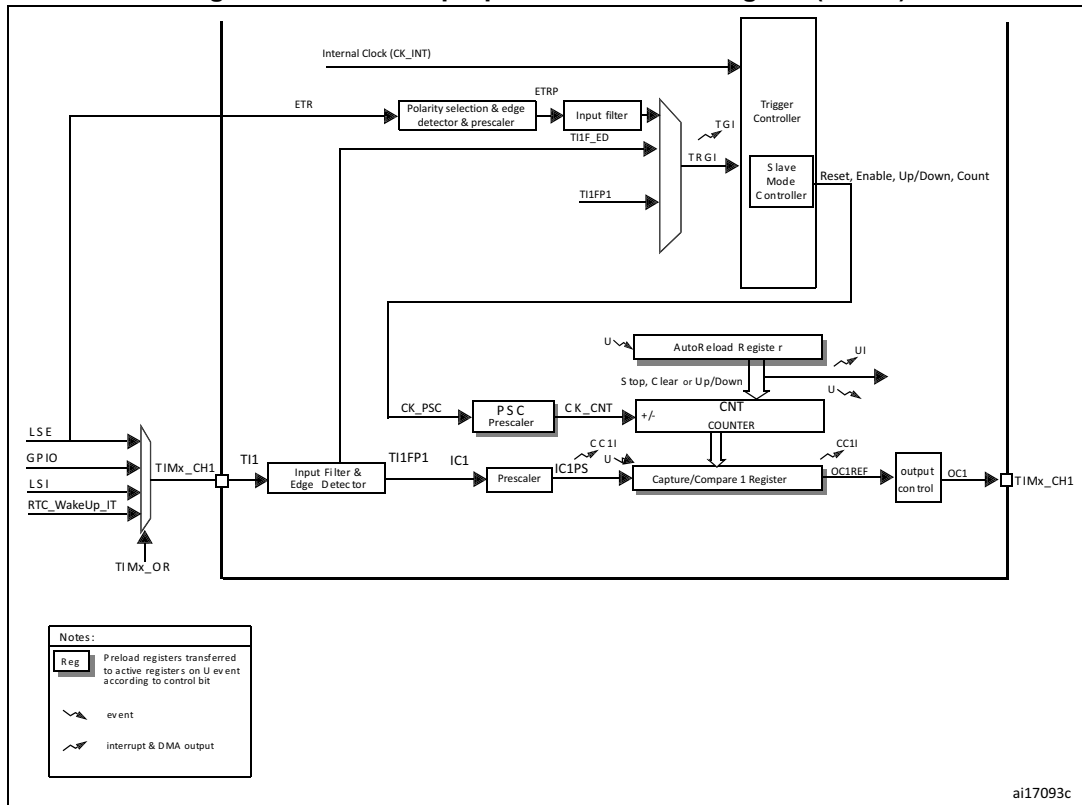 Internal Clock (CK_INT)
ETR
Polarity selection & edge
detector & prescaler
ETRP
Input filter
TI1F_ED
TI1FP1
TGI
TRGI
Trigger
Controller
Slave
Mode
Controller
Reset, Enable, Up/Down, Count
U
AutoReload Register
UI
Stop, Clear or Up/Down
U
CK_PSC
PSC
Prescaler
CK_CNT
+/-
CNT
COUNTER
LSE
GPIO
LSI
RTC_WakeUp_IT
TIMx_OR
TIMx_CH1
TI1
Input Filter &
Edge Detector
TI1FP1
IC1
Prescaler
IC1PS
CC1I
U
Capture/Compare 1 Register
CC1I
OC1REF
output
control
OC1
TIMx_CH1
Notes:
Reg
Preload registers transferred
to active registers on U event
according to control bit
event
interrupt & DMA output
ai17093c